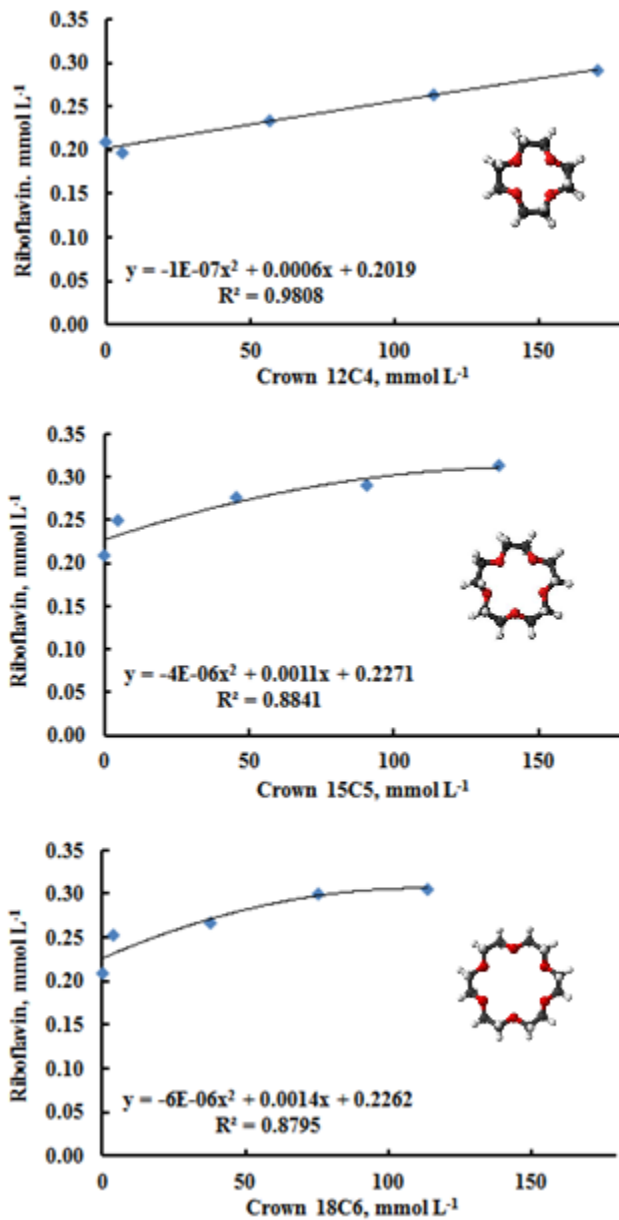 Riboflavin. mmol L⁻¹
0.35
0.30
0.25
0.20
0.15
0.10
0.05
0.00
y = -1E-07x² + 0.0006x + 0.2019
R² = 0.9808
0 50 100 150
Crown 12C4, mmol L⁻¹
Riboflavin, mmol L⁻¹
0.35
0.30
0.25
0.20
0.15
0.10
0.05
0.00
y = -4E-06x² + 0.0011x + 0.2271
R² = 0.8841
0 50 100 150
Crown 15C5, mmol L⁻¹
Riboflavin, mmol L⁻¹
0.35
0.30
0.25
0.20
0.15
0.10
0.05
0.00
y = -6E-06x² + 0.0014x + 0.2262
R² = 0.8795
0 50 100 150
Crown 18C6, mmol L⁻¹